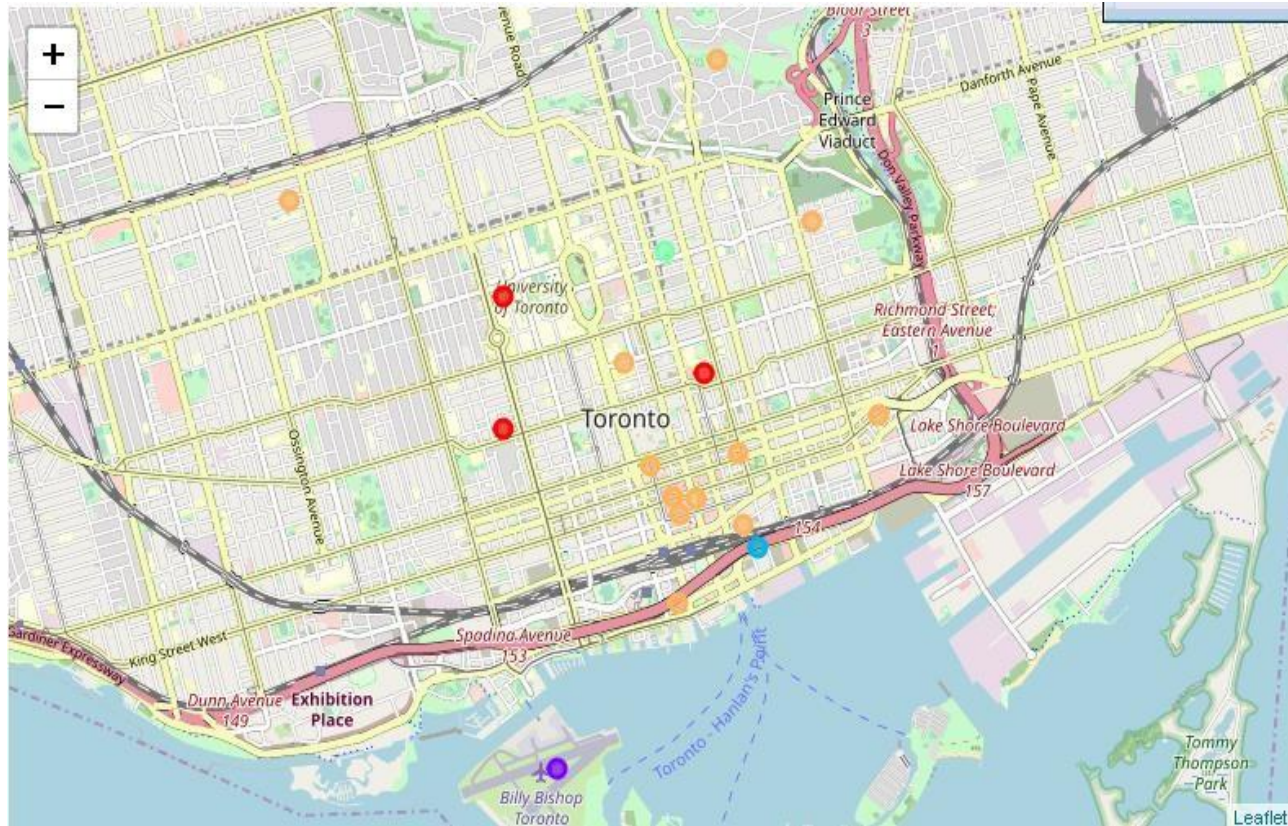 +
−
Bloor Street
3
Danforth Avenue
Pape Avenue
Prince
Edward
Viaduct
Don Valley Parkway
University
of Toronto
Richmond Street;
Eastern Avenue
1
Toronto
Ossington Avenue
Lake Shore Boulevard
Lake Shore Boulevard
157
154
Gardiner Expressway
King Street West
Spadina Avenue
153
Dunn Avenue
149
Exhibition
Place
Toronto - Hanlan's Point
Billy Bishop
Toronto
Tommy
Thompson
Park
Leaflet